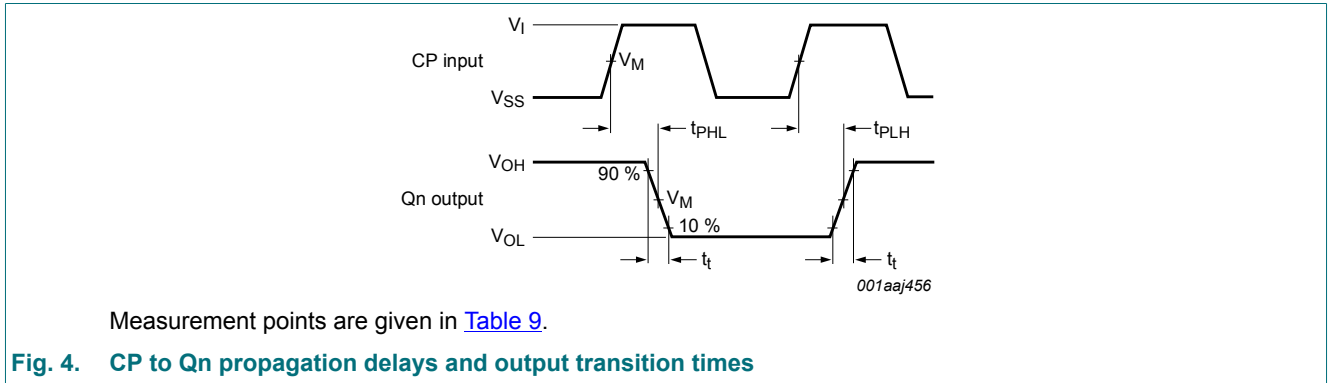 VI
CP input
VM
VSS
tPHL
tPLH
VOH
90 %
Qn output
VM
10 %
VOL
tt
tt
001aaj456
Measurement points are given in Table 9.
Fig. 4. CP to Qn propagation delays and output transition times